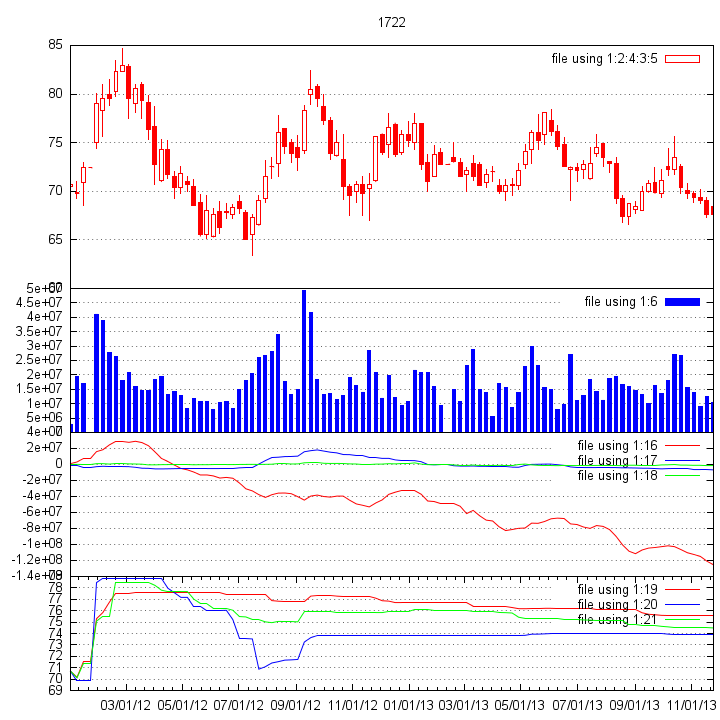 1722
85
file using 1:2:4:3:5
80
75
70
65
5e+07
file using 1:6
4.5e+07
4e+07
3.5e+07
3e+07
2.5e+07
2e+07
1.5e+07
1e+07
5e+06
4e+07
file using 1:16
2e+07
file using 1:17
0
file using 1:18
-2e+07
-4e+07
-6e+07
-8e+07
-1e+08
-1.2e+08
-1.4e+08
78
file using 1:19
77
file using 1:20
76
file using 1:21
75
74
73
72
71
70
69
03/01/12 05/01/12 07/01/12 09/01/12 11/01/12 01/01/13 03/01/13 05/01/13 07/01/13 09/01/13 11/01/13